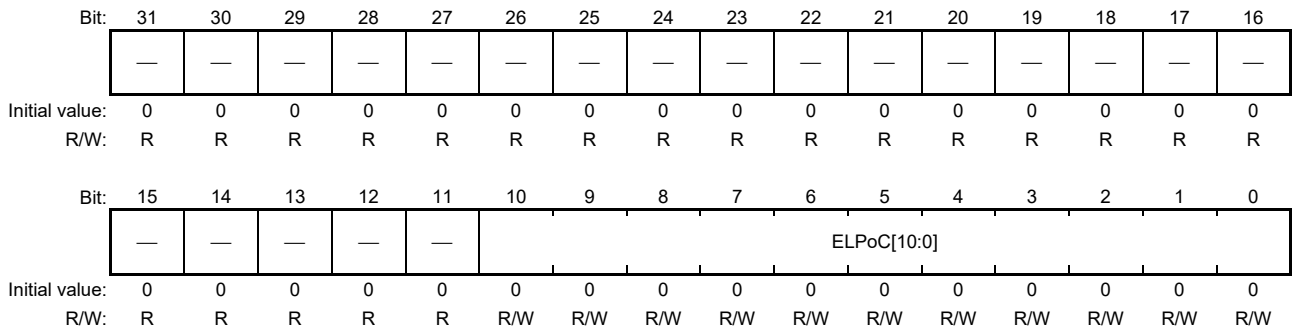 Bit: 31 30 29 28 27 26 25 24 23 22 21 20 19 18 17 16
— — — — — — — — — — — — — — — —
Initial value: 0 0 0 0 0 0 0 0 0 0 0 0 0 0 0 0
R/W: R R R R R R R R R R R R R R R R
Bit: 15 14 13 12 11 10 9 8 7 6 5 4 3 2 1 0
— — — — — ELPoC[10:0]
Initial value: 0 0 0 0 0 0 0 0 0 0 0 0 0 0 0 0
R/W: R R R R R R/W R/W R/W R/W R/W R/W R/W R/W R/W R/W R/W